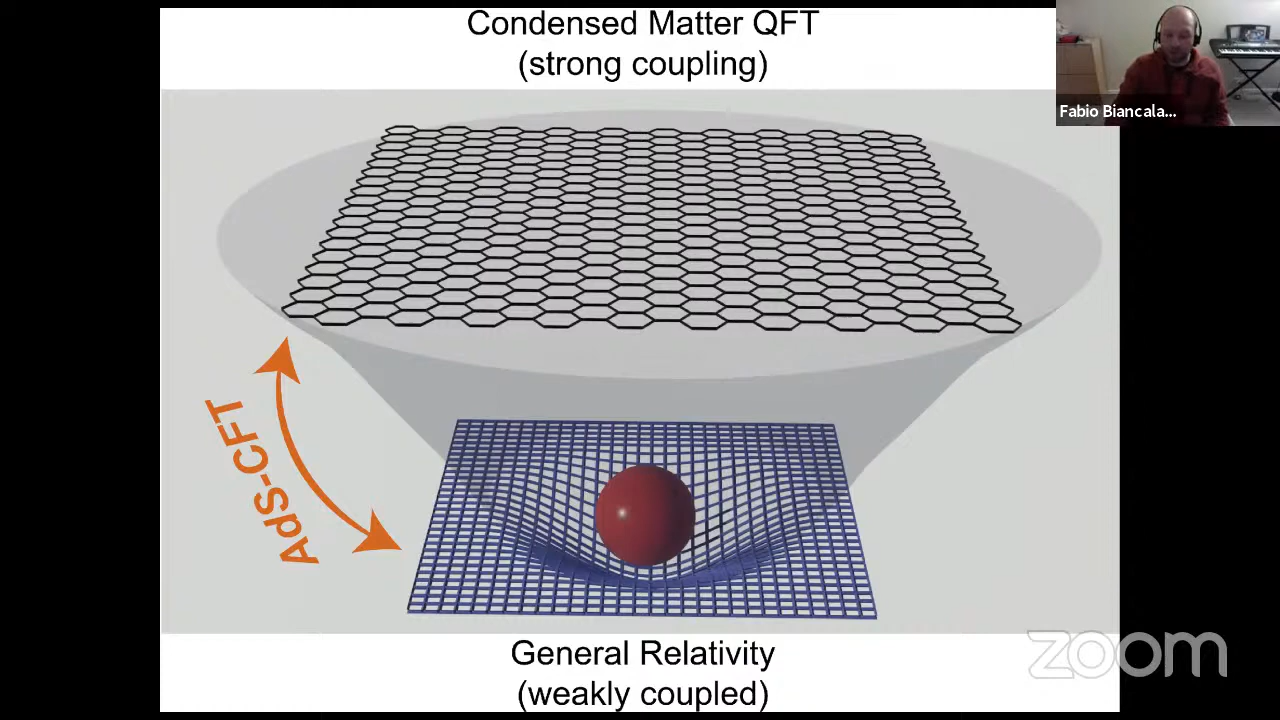 Condensed Matter QFT
(strong coupling)
Fabio Biancala...
AdS-CFT
General Relativity
(weakly coupled)
zoom